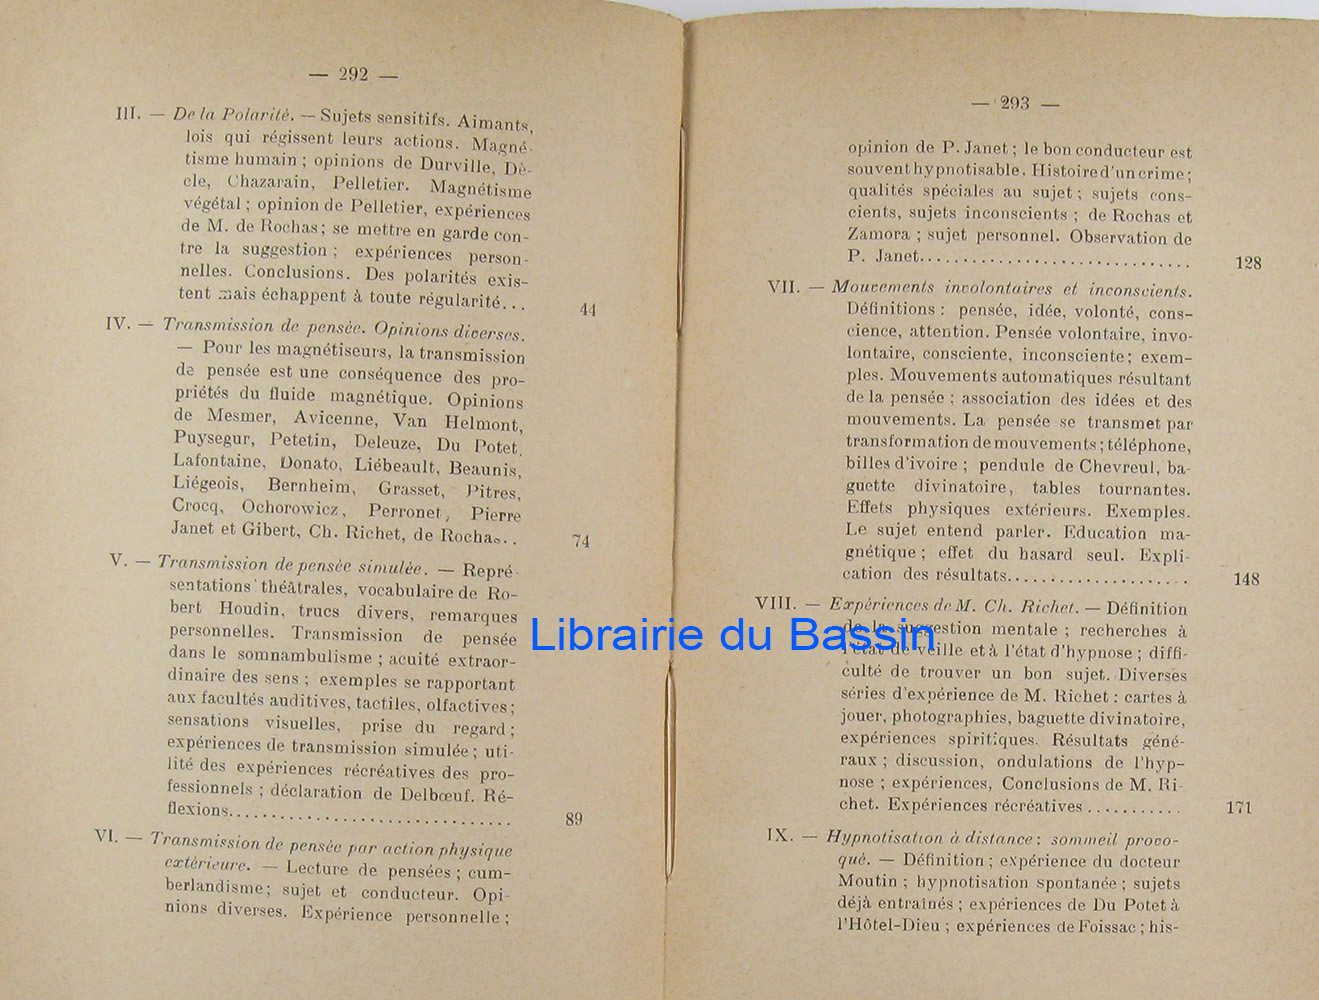 — 292 —
III. — De la Polarité. — Sujets sensitifs. Aimants,
lois qui régissent leurs actions. Magné-
tisme humain ; opinions de Durville, Dè-
cle, Chazarain, Pelletier. Magnétisme
végétal ; opinion de Pelletier, expériences
de M. de Rochas ; se mettre en garde con-
tre la suggestion ; expériences person-
nelles. Conclusions. Des polarités exis-
tent mais échappent à toute régularité... 44
IV. — Transmission de pensée. Opinions diverses.
— Pour les magnétiseurs, la transmission
de pensée est une conséquence des pro-
priétés du fluide magnétique. Opinions
de Mesmer, Avicenne, Van Helmont,
Puysegur, Petetin, Deleuze, Du Potet,
Lafontaine, Donato, Liébeault, Beaunis,
Liégeois, Bernheim, Grasset, Pitres,
Crocq, Ochorowicz, Perronet, Pierre
Janet et Gibert, Ch. Richet, de Rochas.. 74
V. — Transmission de pensée simulée. — Repré-
sentations théâtrales, vocabulaire de Ro-
bert Houdin, trucs divers, remarques
personnelles. Transmission de pensée
dans le somnambulisme ; acuité extraor-
dinaire des sens ; exemples se rapportant
aux facultés auditives, tactiles, olfactives ;
sensations visuelles, prise du regard ;
expériences de transmission simulée ; uti-
lité des expériences récréatives des pro-
fessionnels ; déclaration de Delbœuf. Ré-
flexions................................ 89
VI. — Transmission de pensée par action physique
extérieure. — Lecture de pensées ; cum-
berlandisme ; sujet et conducteur. Opi-
nions diverses. Expérience personnelle ;
— 293 —
opinion de P. Janet ; le bon conducteur est
souvent hypnotisable. Histoire d'un crime ;
qualités spéciales au sujet ; sujets cons-
cients, sujets inconscients ; de Rochas et
Zamora ; sujet personnel. Observation de
P. Janet............................... 128
VII. — Mouvements involontaires et inconscients.
Définitions : pensée, idée, volonté, cons-
cience, attention. Pensée volontaire, invo-
lontaire, consciente, inconsciente ; exem-
ples. Mouvements automatiques résultant
de la pensée ; association des idées et des
mouvements. La pensée se transmet par
transformation de mouvements ; téléphone,
billes d'ivoire ; pendule de Chevreul, ba-
guette divinatoire, tables tournantes.
Effets physiques extérieurs. Exemples.
Le sujet entend parler. Education ma-
gnétique ; effet du hasard seul. Expli-
cation des résultats..................... 148
VIII. — Expériences de M. Ch. Richet. — Définition
de la suggestion mentale ; recherches à
l'état de veille et à l'état d'hypnose ; diffi-
culté de trouver un bon sujet. Diverses
séries d'expérience de M. Richet : cartes à
jouer, photographies, baguette divinatoire,
expériences spiritiques. Résultats géné-
raux ; discussion, ondulations de l'hyp-
nose ; expériences, Conclusions de M. Ri-
chet. Expériences récréatives ........... 171
IX. — Hypnotisation à distance : sommeil provo-
qué. — Définition ; expérience du docteur
Moutin ; hypnotisation spontanée ; sujets
déjà entraînés ; expériences de Du Potet à
l'Hôtel-Dieu ; expériences de Foissac ; his-
Librairie du Bassin